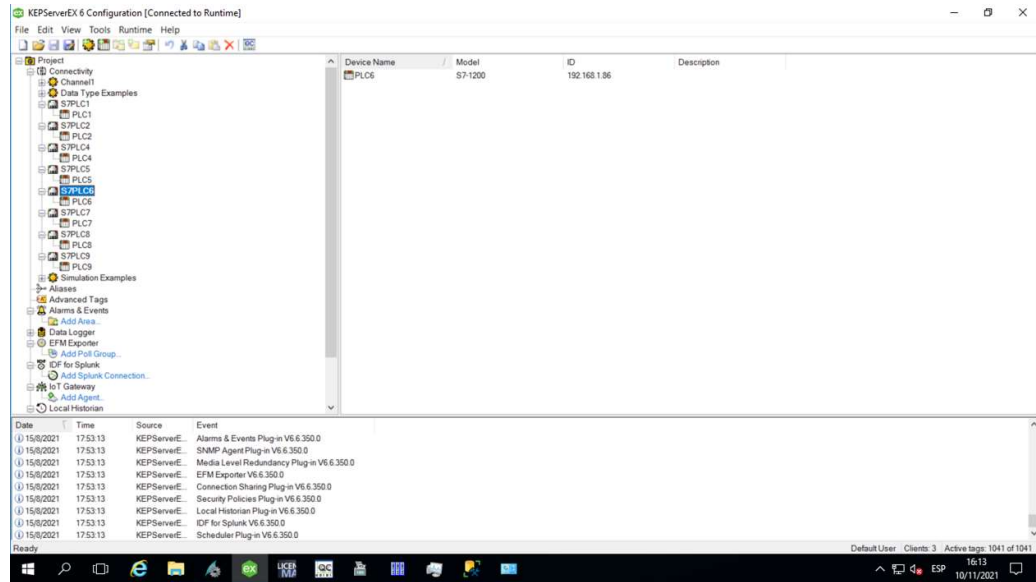 KEPServerEX 6 Configuration [Connected to Runtime]
File Edit View Tools Runtime Help
Project
Connectivity
Channel1
Data Type Examples
S7PLC1
PLC1
S7PLC2
PLC2
S7PLC4
PLC4
S7PLC5
PLC5
S7PLC6
PLC6
S7PLC7
PLC7
S7PLC8
PLC8
S7PLC9
PLC9
Simulation Examples
Aliases
Advanced Tags
Alarms & Events
Add Area...
Data Logger
EFM Exporter
Add Poll Group...
IDF for Splunk
Add Splunk Connection...
IoT Gateway
Add Agent...
Local Historian
Device Name / Model ID Description
PLC6 S7-1200 192.168.1.86
Date Time Source Event
15/8/2021 17:53:13 KEPServerE... Alarms & Events Plug-in V6.6.350.0
15/8/2021 17:53:13 KEPServerE... SNMP Agent Plug-in V6.6.350.0
15/8/2021 17:53:13 KEPServerE... Media Level Redundancy Plug-in V6.6.350.0
15/8/2021 17:53:13 KEPServerE... EFM Exporter V6.6.350.0
15/8/2021 17:53:13 KEPServerE... Connection Sharing Plug-in V6.6.350.0
15/8/2021 17:53:13 KEPServerE... Security Policies Plug-in V6.6.350.0
15/8/2021 17:53:13 KEPServerE... Local Historian Plug-in V6.6.350.0
15/8/2021 17:53:13 KEPServerE... IDF for Splunk V6.6.350.0
15/8/2021 17:53:13 KEPServerE... Scheduler Plug-in V6.6.350.0
Ready Default User Clients: 3 Active tags: 1041 of 1041
ex QC ESP 16:13
10/11/2021